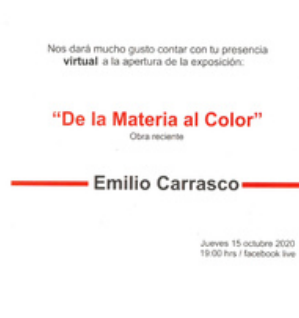 Nos dará mucho gusto contar con tu presencia
virtual a la apertura de la exposición:
“De la Materia al Color”
Obra reciente
Emilio Carrasco
Jueves 15 octubre 2020
19:00 hrs / facebook live